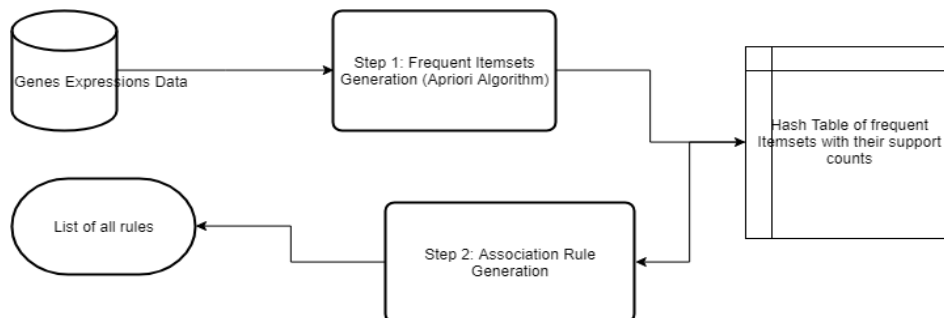 Genes Expressions Data
Step 1: Frequent Itemsets
Generation (Apriori Algorithm)
Hash Table of frequent
Itemsets with their support
counts
List of all rules
Step 2: Association Rule
Generation